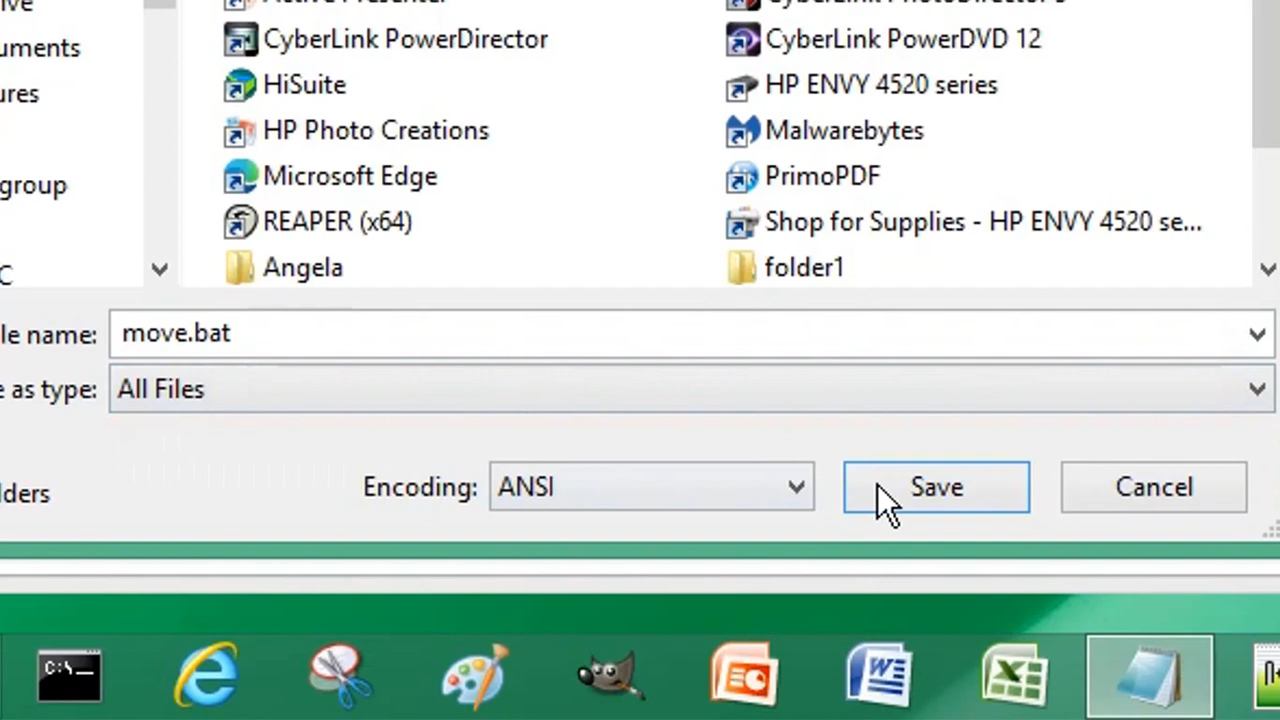 uments
CyberLink PowerDirector
CyberLink PowerDVD 12
ures
HiSuite
HP ENVY 4520 series
HP Photo Creations
Malwarebytes
group
Microsoft Edge
PrimoPDF
REAPER (x64)
Shop for Supplies - HP ENVY 4520 se...
C
Angela
folder1
le name:
move.bat
e as type:
All Files
lders
Encoding:
ANSI
Save
Cancel
C:\